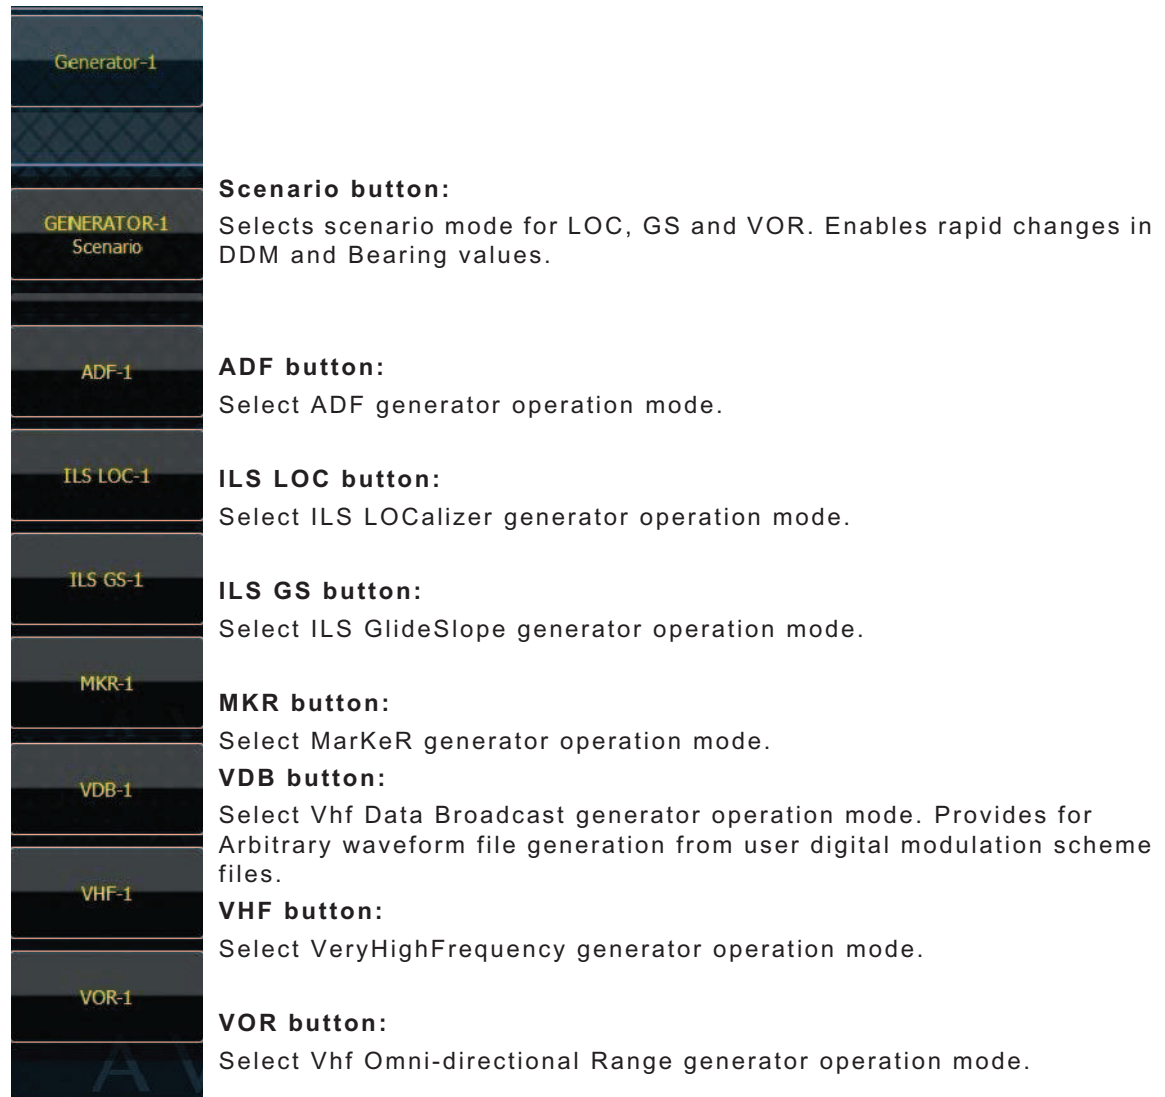 Generator-1
Scenario button:
GENERATOR-1
Scenario
Selects scenario mode for LOC, GS and VOR. Enables rapid changes in
DDM and Bearing values.
ADF-1
ADF button:
Select ADF generator operation mode.
ILS LOC-1
ILS LOC button:
Select ILS LOCalizer generator operation mode.
ILS GS-1
ILS GS button:
Select ILS GlideSlope generator operation mode.
MKR-1
MKR button:
Select MarKeR generator operation mode.
VDB-1
VDB button:
Select Vhf Data Broadcast generator operation mode. Provides for
Arbitrary waveform file generation from user digital modulation scheme
files.
VHF-1
VHF button:
Select VeryHighFrequency generator operation mode.
VOR-1
VOR button:
Select Vhf Omni-directional Range generator operation mode.